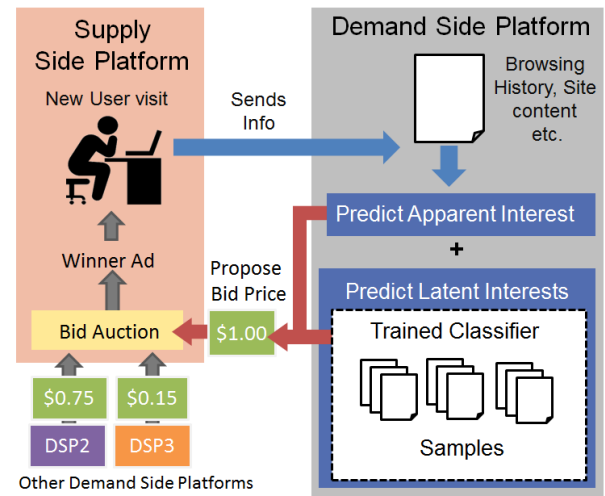 Supply
Side Platform
New User visit
Sends
Info
Demand Side Platform
Browsing
History, Site
content
etc.
Predict Apparent Interest
+
Predict Latent Interests
Trained Classifier
Samples
Propose
Bid Price
$1.00
Winner Ad
Bid Auction
$0.75
$0.15
DSP2
DSP3
Other Demand Side Platforms